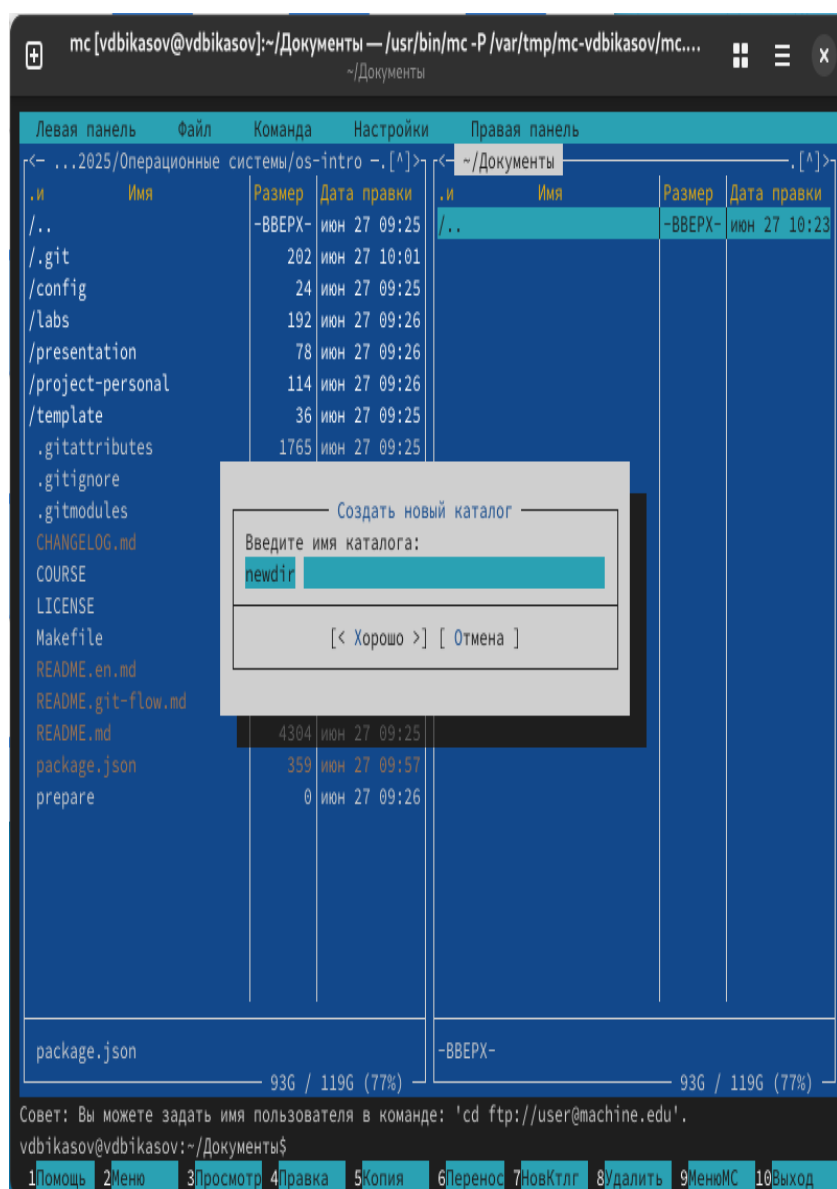 mc [vdbikasov@vdbikasov]:~/Документы — /usr/bin/mc -P /var/tmp/mc-vdbikasov/mc....
~/Документы
Левая панель Файл Команда Настройки Правая панель
<— ...2025/Операционные системы/os-intro —.[^]> <— ~/Документы .[^]>
.и Имя Размер Дата правки .и Имя Размер Дата правки
/.. -ВВЕРХ- июн 27 09:25 /.. -ВВЕРХ- июн 27 10:23
/.git 202 июн 27 10:01
/config 24 июн 27 09:25
/labs 192 июн 27 09:26
/presentation 78 июн 27 09:26
/project-personal 114 июн 27 09:26
/template 36 июн 27 09:25
.gitattributes 1765 июн 27 09:25
.gitignore
.gitmodules
Создать новый каталог
CHANGELOG.md
Введите имя каталога:
COURSE
newdir
LICENSE
Makefile
[< Хорошо >] [ Отмена ]
README.en.md
README.git-flow.md
README.md 4304 июн 27 09:25
package.json 359 июн 27 09:57
prepare 0 июн 27 09:26
package.json -ВВЕРХ-
93G / 119G (77%) 93G / 119G (77%)
Совет: Вы можете задать имя пользователя в команде: 'cd ftp://user@machine.edu'.
vdbikasov@vdbikasov:~/Документы$
1Помощь 2Меню 3Просмотр 4Правка 5Копия 6Перенос 7НовКтлг 8Удалить 9МенюMC 10Выход